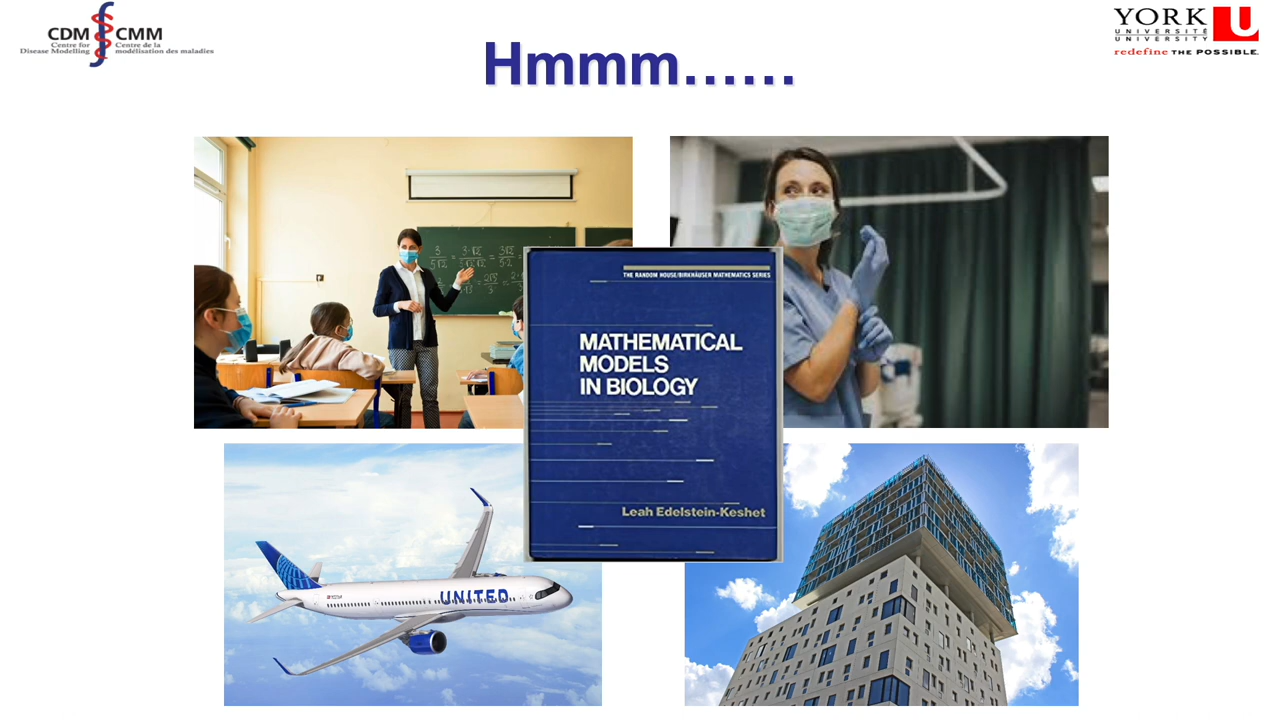 CDM CMM
Centre for Centre de la
Disease Modelling modélisation des maladies
YORK U
UNIVERSITÉ
UNIVERSITY
redefine THE POSSIBLE.
Hmmm......
THE RANDOM HOUSE/BIRKHÄUSER MATHEMATICS SERIES
MATHEMATICAL
MODELS
IN BIOLOGY
Leah Edelstein-Keshet
UNITED